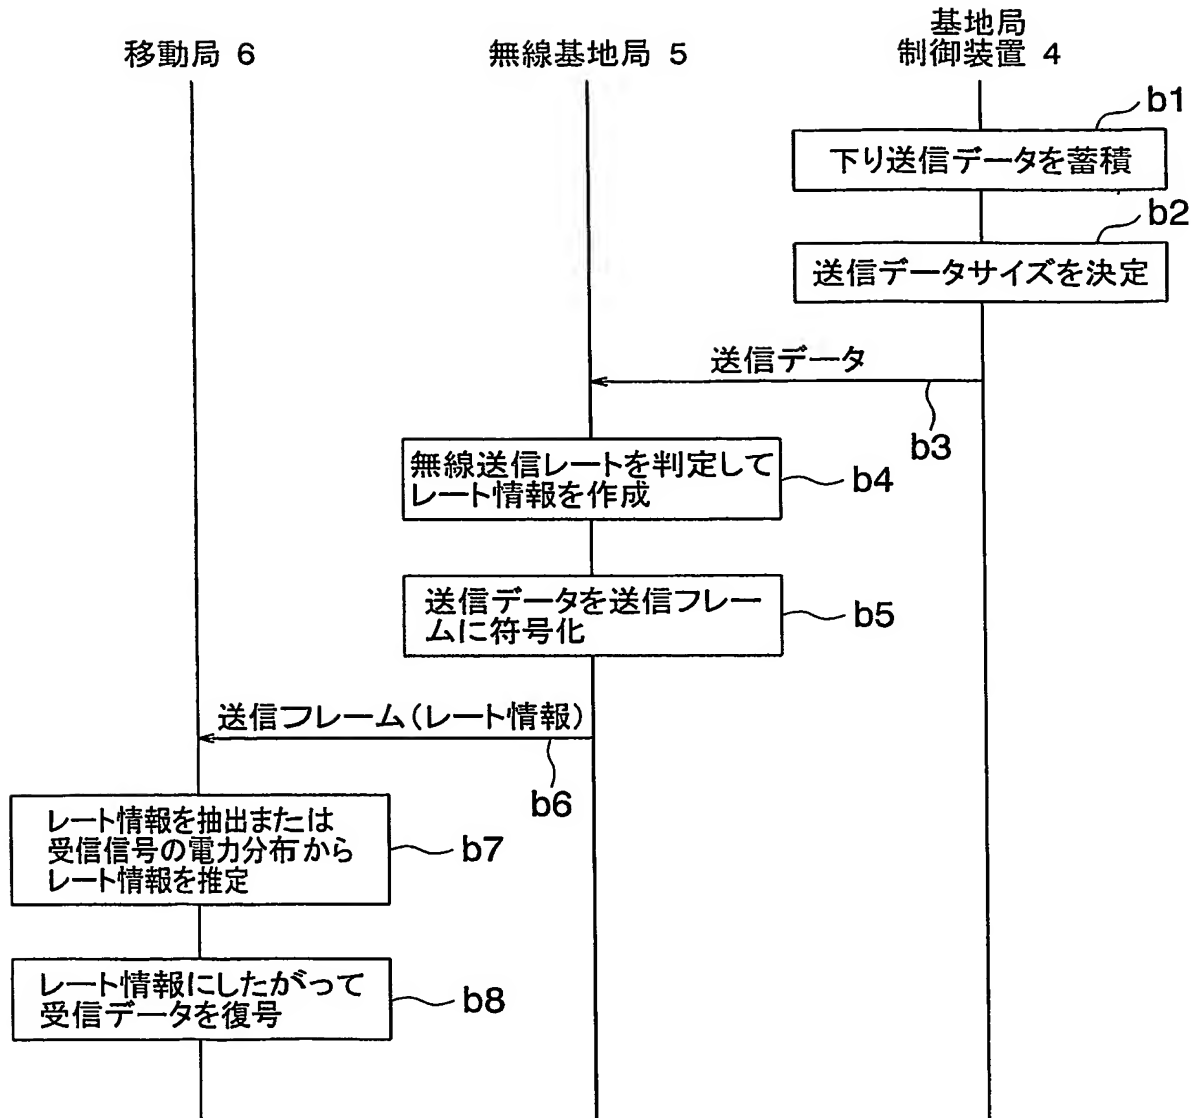 移動局 6
無線基地局 5
基地局
制御装置 4
b1
下り送信データを蓄積
b2
送信データサイズを決定
送信データ
b3
無線送信レートを判定して
レート情報を作成
b4
送信データを送信フレー
ムに符号化
b5
送信フレーム(レート情報)
b6
レート情報を抽出または
受信信号の電力分布から
レート情報を推定
b7
レート情報にしたがって
受信データを復号
b8